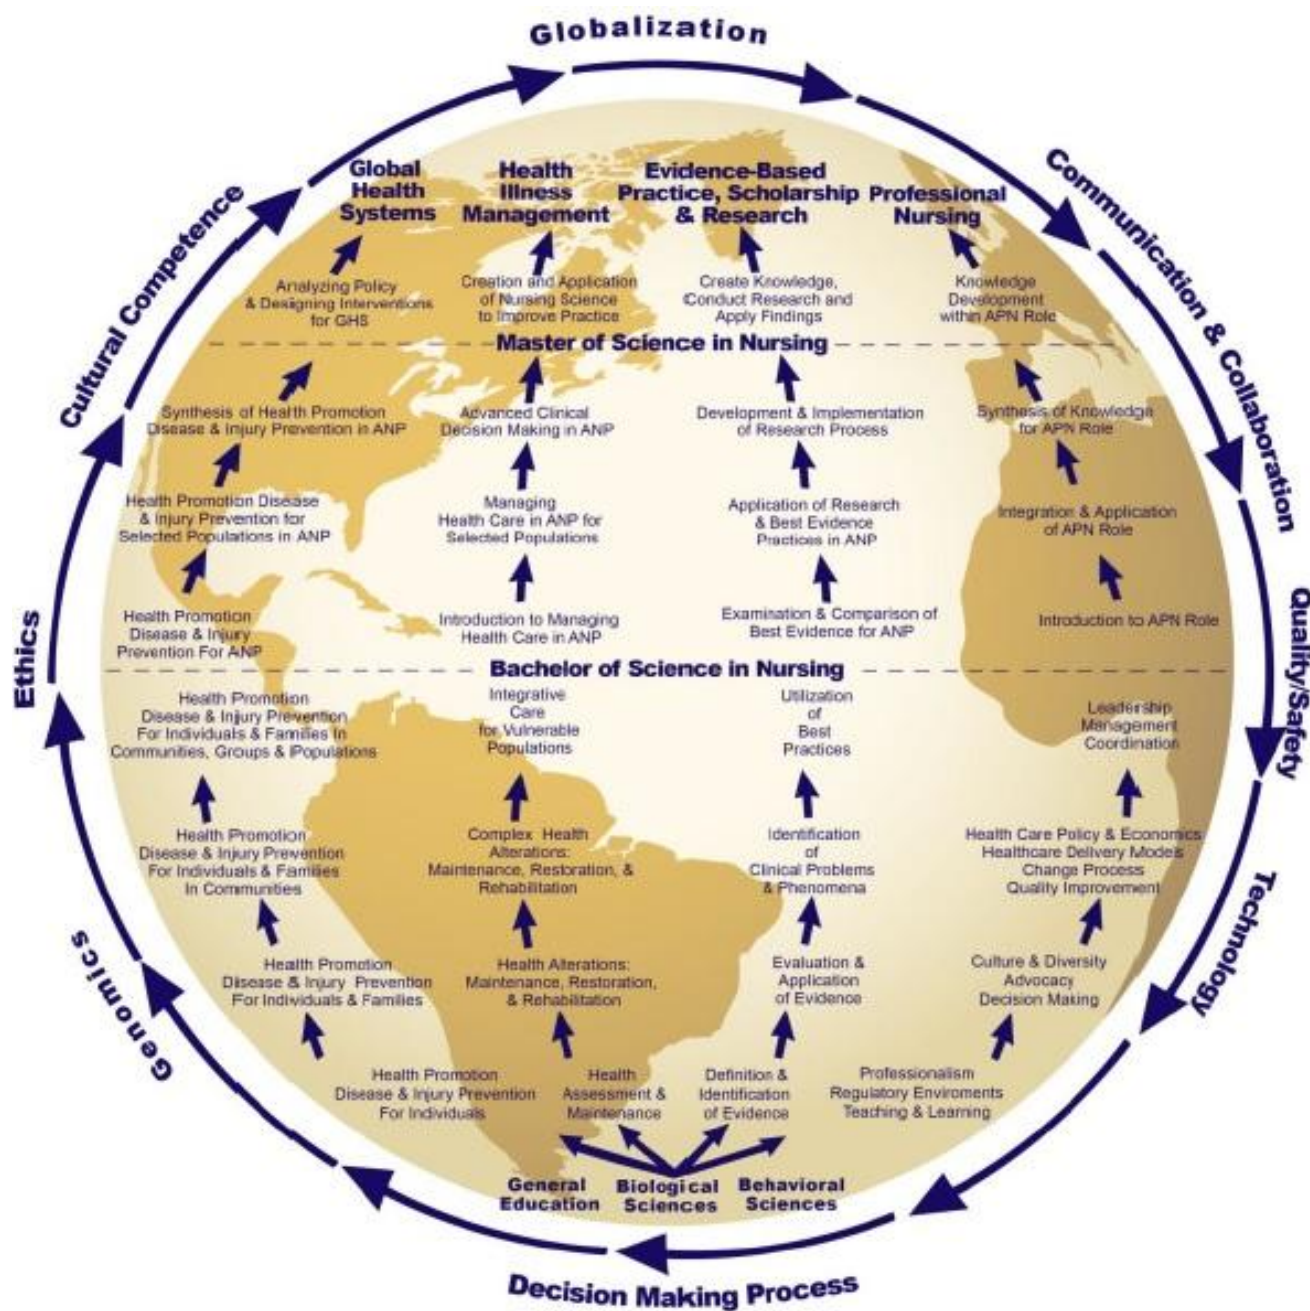 Globalization
Communication & Collaboration
Quality/Safety
Technology
Decision Making Process
Genomics
Ethics
Cultural Competence
Global
Health
Systems
Health
Illness
Management
Evidence-Based
Practice, Scholarship
& Research
Professional
Nursing
Analyzing Policy
& Designing Interventions
for GHS
Creation and Application
of Nursing Science
to Improve Practice
Create Knowledge,
Conduct Research and
Apply Findings
Knowledge
Development
within APN Role
Master of Science in Nursing
Synthesis of Health Promotion
Disease & Injury Prevention in ANP
Advanced Clinical
Decision Making in ANP
Development & Implementation
of Research Process
Synthesis of Knowledge
for APN Role
Health Promotion Disease
& Injury Prevention for
Selected Populations in ANP
Managing
Health Care in ANP for
Selected Populations
Application of Research
& Best Evidence
Practices in ANP
Integration & Application
of APN Role
Health Promotion
Disease & Injury
Prevention For ANP
Introduction to Managing
Health Care in ANP
Examination & Comparison of
Best Evidence for ANP
Introduction to APN Role
Bachelor of Science in Nursing
Health Promotion
Disease & Injury Prevention
For Individuals & Families In
Communities, Groups & Populations
Integrative
Care
for Vulnerable
Populations
Utilization
of
Best
Practices
Leadership
Management
Coordination
Health Promotion
Disease & Injury Prevention
For Individuals & Families
In Communities
Complex Health
Alterations:
Maintenance, Restoration, &
Rehabilitation
Identification
of
Clinical Problems
& Phenomena
Health Care Policy & Economics
Healthcare Delivery Models
Change Process
Quality Improvement
Health Promotion
Disease & Injury Prevention
For Individuals & Families
Health Alterations:
Maintenance, Restoration,
& Rehabilitation
Evaluation &
Application
of Evidence
Culture & Diversity
Advocacy
Decision Making
Health Promotion
Disease & Injury Prevention
For Individuals
Health
Assessment &
Maintenance
Definition &
Identification
of Evidence
Professionalism
Regulatory Enviroments
Teaching & Learning
General
Education
Biological
Sciences
Behavioral
Sciences